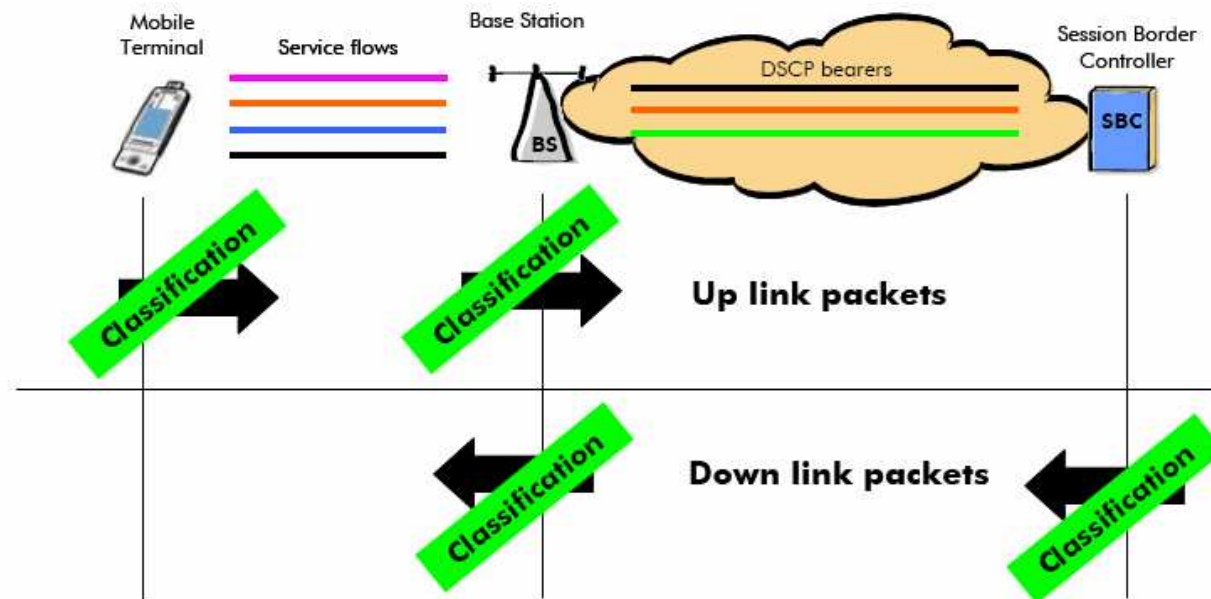 Mobile
Terminal
Service flows
Base Station
DSCP bearers
Session Border
Controller
BS
SBC
Classification
Classification
Up link packets
Classification
Down link packets
Classification